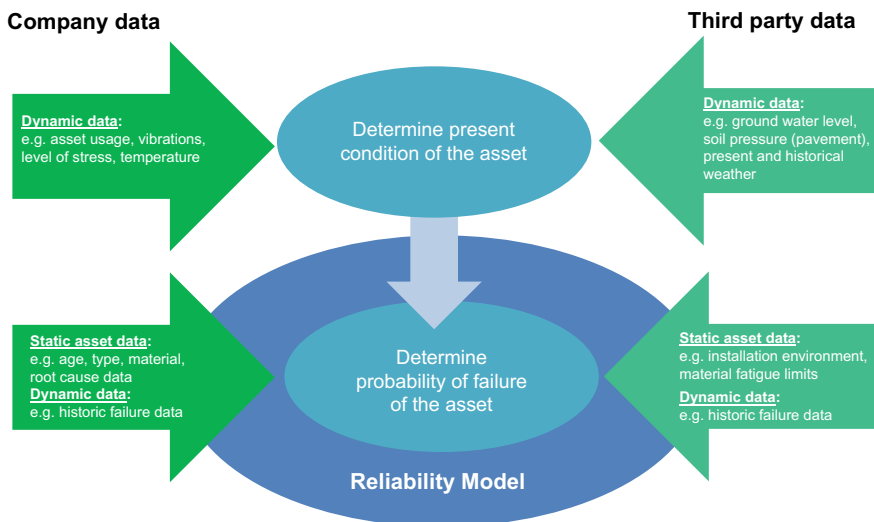 Company data
Third party data
Dynamic data:
e.g. asset usage, vibrations,
level of stress, temperature
Determine present
condition of the asset
Dynamic data:
e.g. ground water level,
soil pressure (pavement),
present and historical
weather
Static asset data:
e.g. age, type, material,
root cause data
Dynamic data:
e.g. historic failure data
Determine
probability of failure
of the asset
Static asset data:
e.g. installation environment,
material fatigue limits
Dynamic data:
e.g. historic failure data
Reliability Model